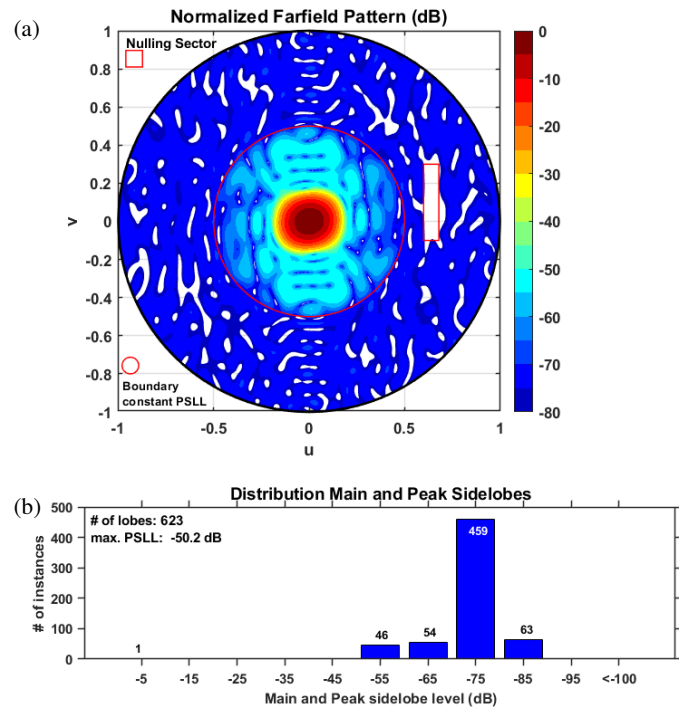 (a)
Normalized Farfield Pattern (dB)
Nulling Sector
1
0.8
0.6
0.4
0.2
0
-0.2
-0.4
-0.6
-0.8
-1
v
Boundary
constant PSLL
-1
-0.5
0
0.5
1
u
0
-10
-20
-30
-40
-50
-60
-70
-80
(b)
Distribution Main and Peak Sidelobes
# of lobes: 623
max. PSLL: -50.2 dB
500
400
300
200
100
0
# of instances
1
46
54
459
63
-5 -15 -25 -35 -45 -55 -65 -75 -85 -95 <-100
Main and Peak sidelobe level (dB)